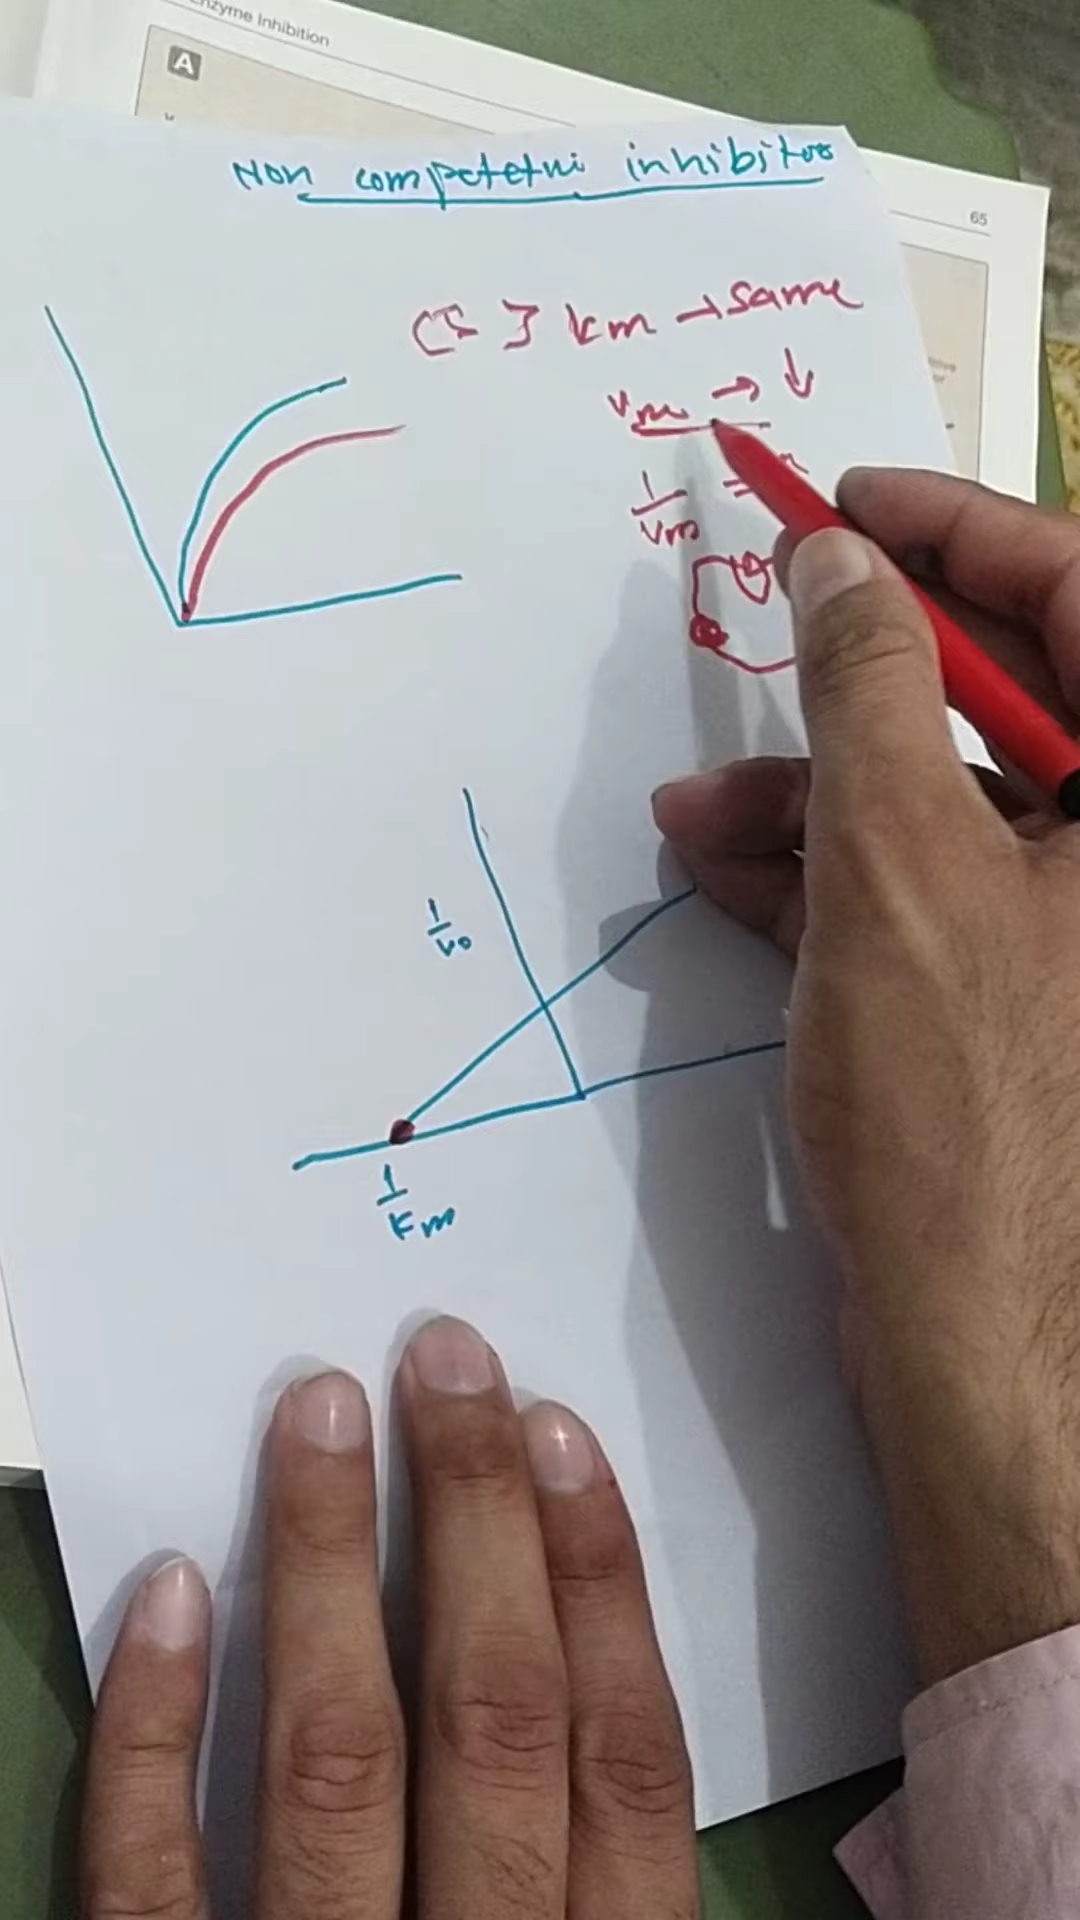 Enzyme Inhibition
A
65
Non competetni inhibitors
[S] Km → same
Vm → ↓
1/Vm =
1/V₀
1/Km